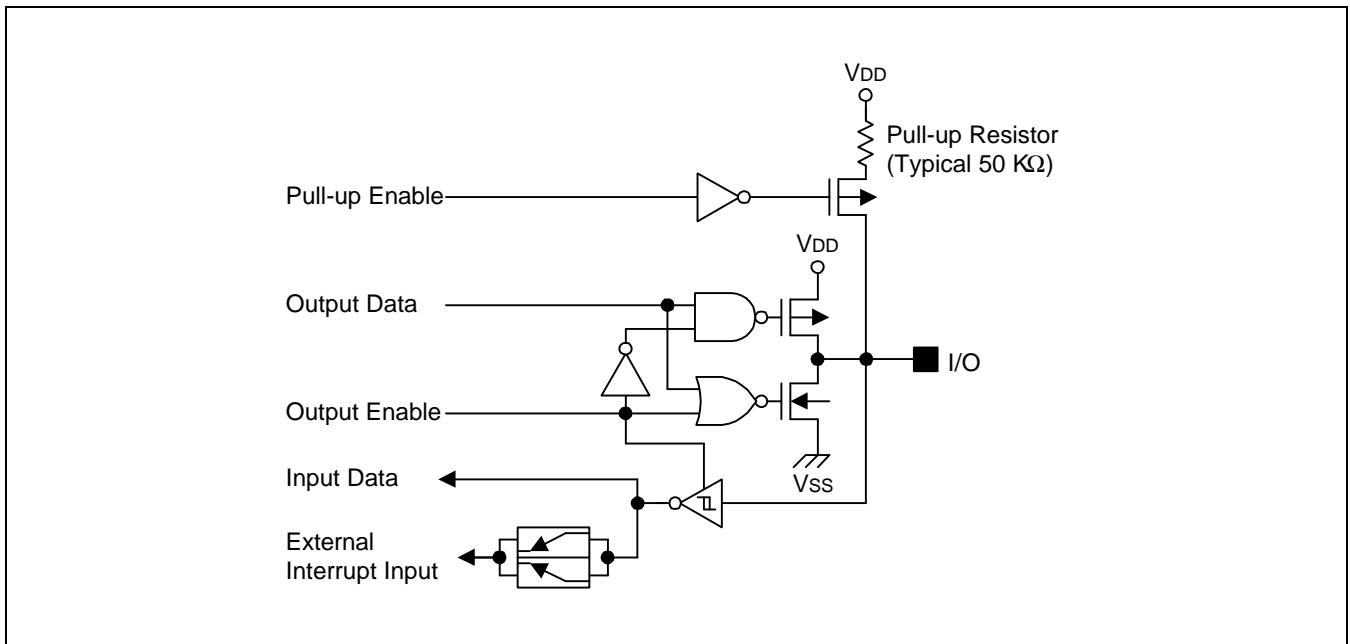 VDD
Pull-up Resistor
(Typical 50 KΩ)
Pull-up Enable
VDD
Output Data
I/O
Output Enable
VSS
Input Data
External
Interrupt Input